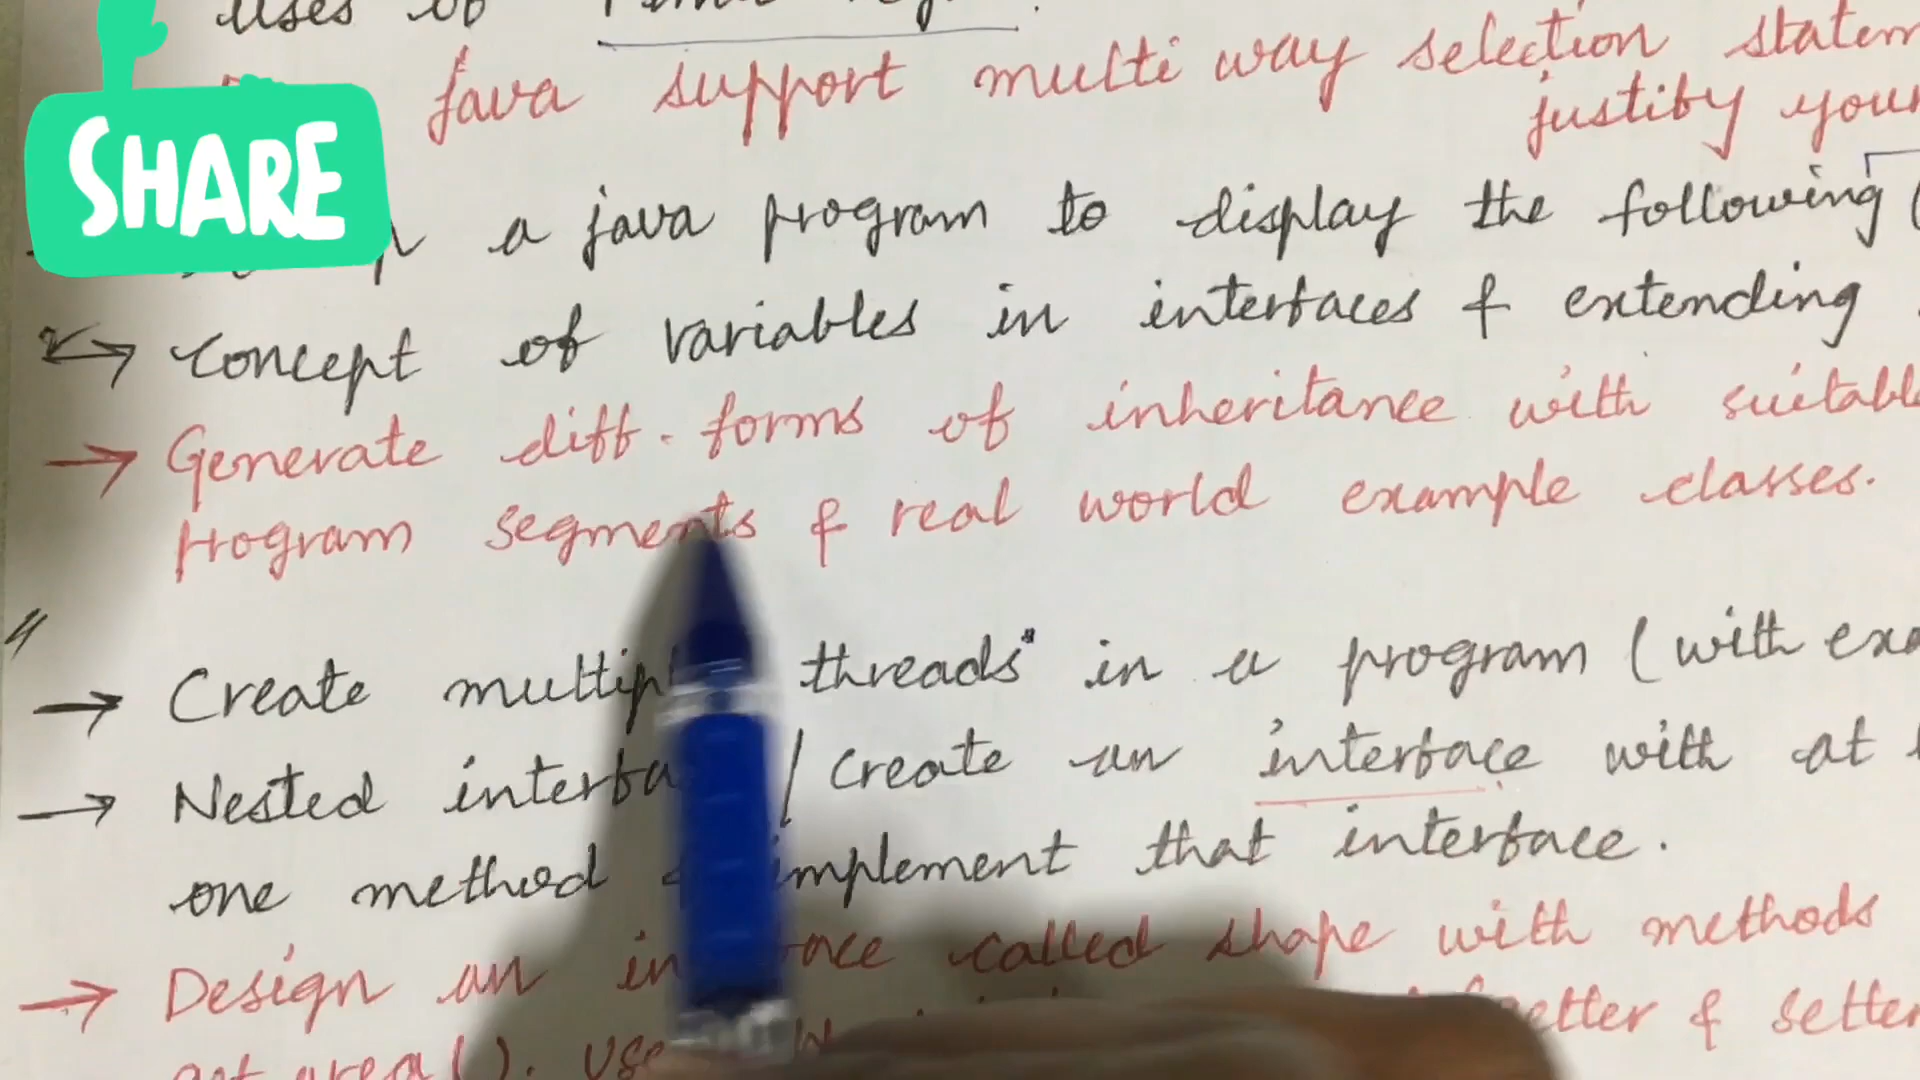 uses of
java support multi way selection statem
justify your
SHARE
a java program to display the following (
Concept of variables in interfaces & extending
Generate diff. forms of inheritance with suitabl
program segments & real world example classes.
Create threads in a program (with exa
Nested / create an interface with at
one method implement that interface.
Design an called shape with methods
getter & setter